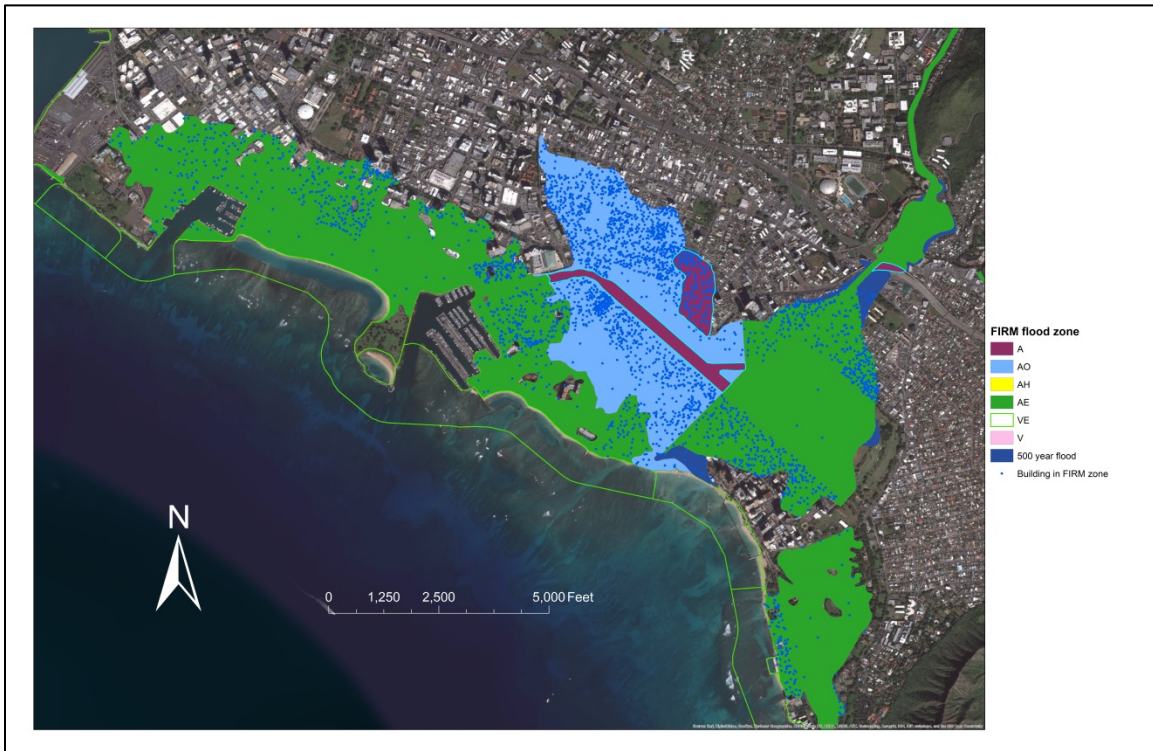 FIRM flood zone
A
AO
AH
AE
VE
V
500 year flood
Building in FIRM zone
N
0 1,250 2,500 5,000 Feet